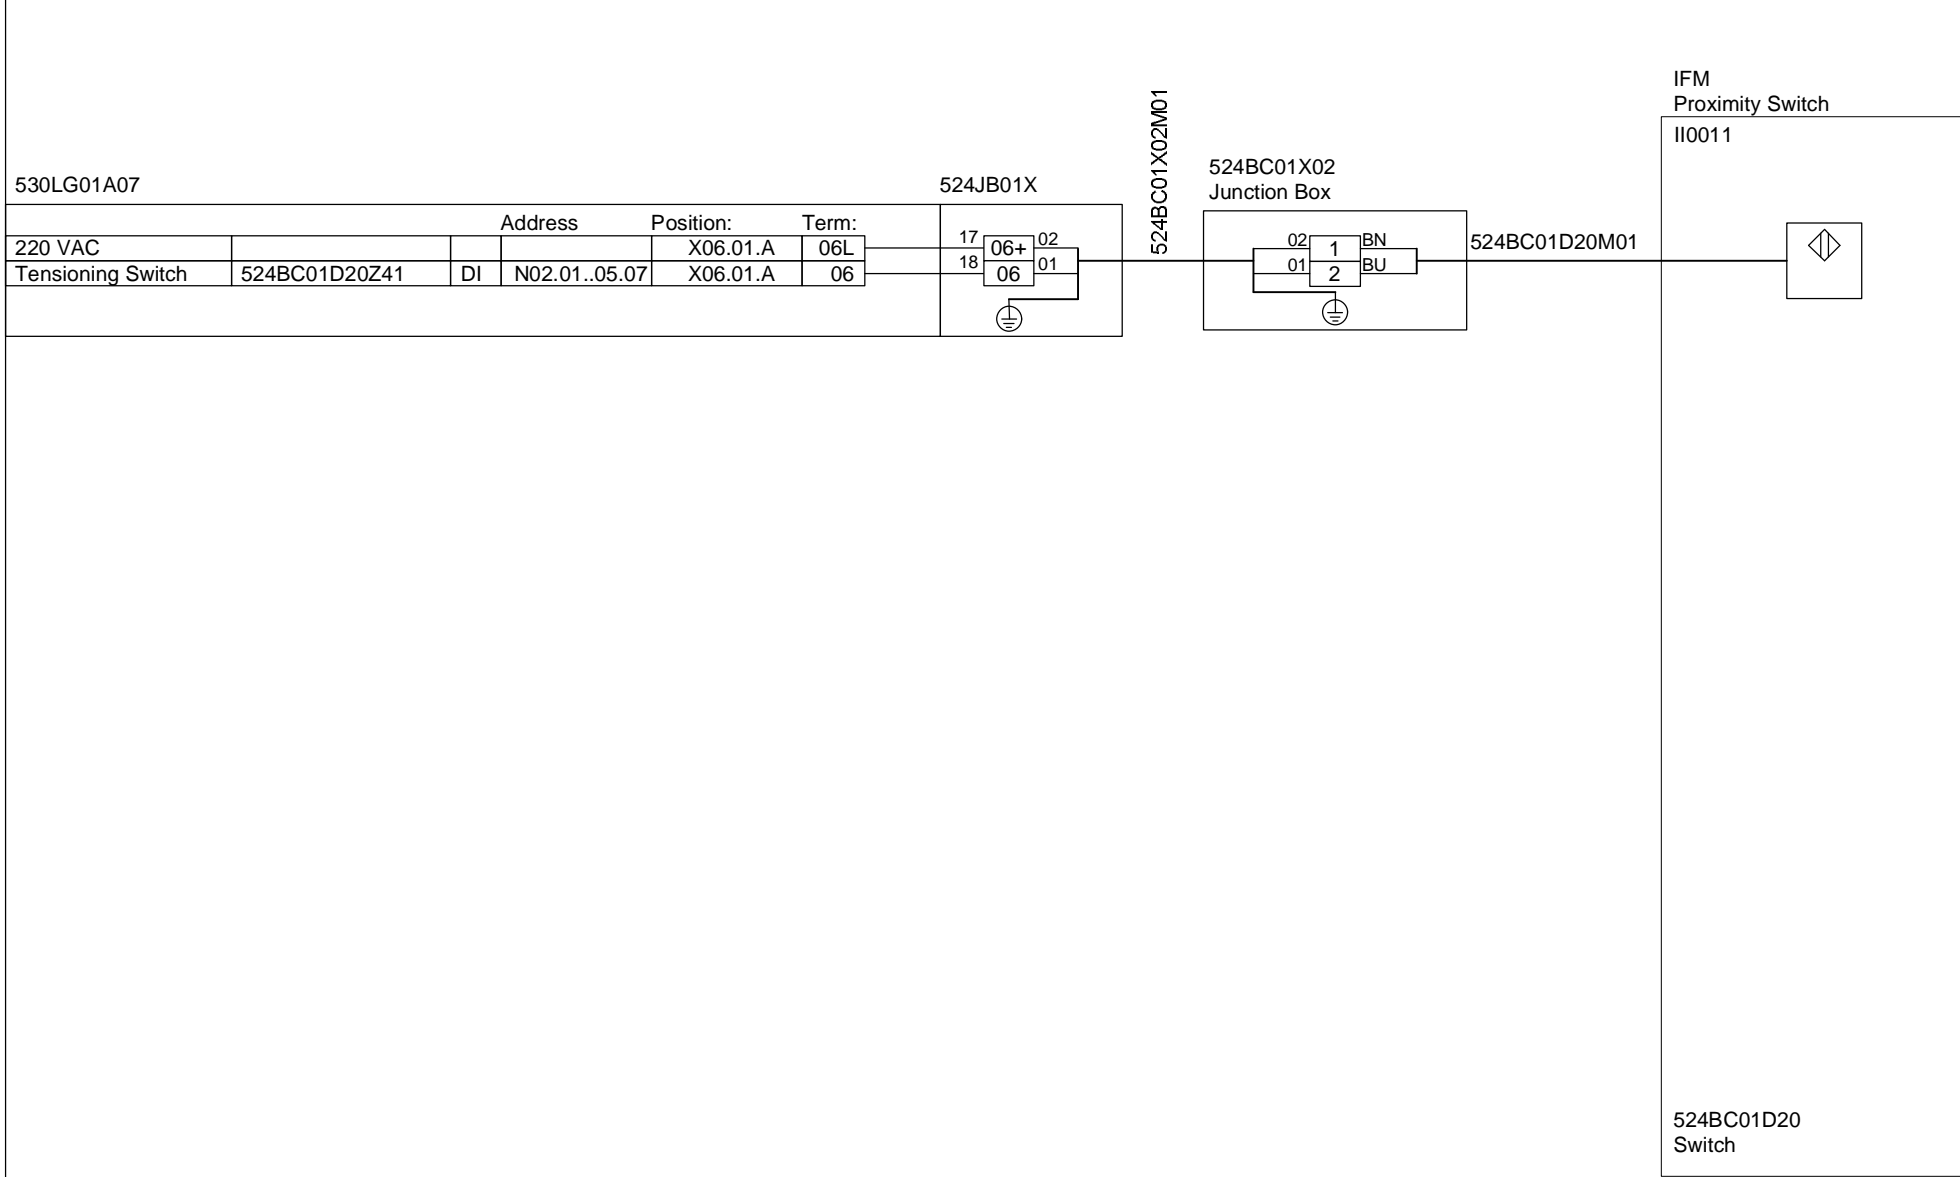 IFM
Proximity Switch
II0011
524BC01X02M01
524BC01X02
Junction Box
530LG01A07
524JB01X
Address Position: Term:
220 VAC X06.01.A 06L 17 06+ 02
Tensioning Switch 524BC01D20Z41 DI N02.01..05.07 X06.01.A 06 18 06 01
02 1 BN
01 2 BU
524BC01D20M01
524BC01D20
Switch